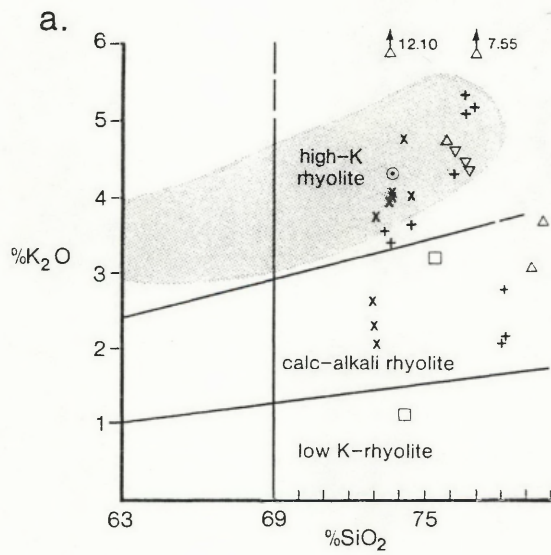 a.
12.10 7.55
6
5
high-K
rhyolite
4
%K2O
3
2
calc-alkali rhyolite
1
low K-rhyolite
63 69 75
%SiO2